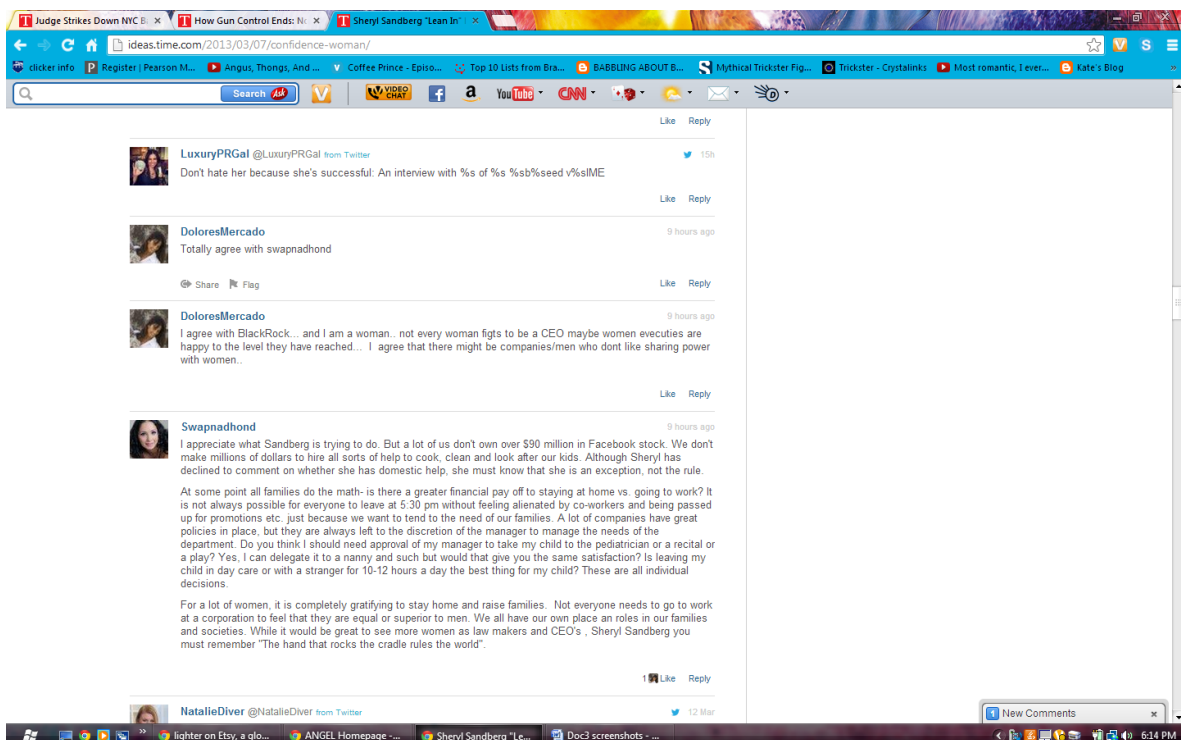 Judge Strikes Down NYC B
How Gun Control Ends: No
Sheryl Sandberg "Lean In"
ideas.time.com/2013/03/07/confidence-woman/
clicker info
Register | Pearson M...
Angus, Thongs, And ...
Coffee Prince - Episo...
Top 10 Lists from Bra...
BABBLING ABOUT B...
Mythical Trickster Fig...
Trickster - Crystalinks
Most romantic, I ever...
Kate's Blog
Search Ask
VIDEO CHAT
YouTube
CNN
Like Reply
LuxuryPRGal @LuxuryPRGal from Twitter
15h
Don't hate her because she's successful: An interview with %s of %s %sb%seed v%sIME
Like Reply
DoloresMercado
9 hours ago
Totally agree with swapnadhond
Share Flag
Like Reply
DoloresMercado
9 hours ago
I agree with BlackRock... and I am a woman.. not every woman figts to be a CEO maybe women executies are
happy to the level they have reached... I agree that there might be companies/men who dont like sharing power
with women..
Like Reply
Swapnadhond
9 hours ago
I appreciate what Sandberg is trying to do. But a lot of us don't own over $90 million in Facebook stock. We don't
make millions of dollars to hire all sorts of help to cook, clean and look after our kids. Although Sheryl has
declined to comment on whether she has domestic help, she must know that she is an exception, not the rule.
At some point all families do the math- is there a greater financial pay off to staying at home vs. going to work? It
is not always possible for everyone to leave at 5:30 pm without feeling alienated by co-workers and being passed
up for promotions etc. just because we want to tend to the need of our families. A lot of companies have great
policies in place, but they are always left to the discretion of the manager to manage the needs of the
department. Do you think I should need approval of my manager to take my child to the pediatrician or a recital or
a play? Yes, I can delegate it to a nanny and such but would that give you the same satisfaction? Is leaving my
child in day care or with a stranger for 10-12 hours a day the best thing for my child? These are all individual
decisions.
For a lot of women, it is completely gratifying to stay home and raise families. Not everyone needs to go to work
at a corporation to feel that they are equal or superior to men. We all have our own place an roles in our families
and societies. While it would be great to see more women as law makers and CEO's , Sheryl Sandberg you
must remember "The hand that rocks the cradle rules the world".
1 Like Reply
NatalieDiver @NatalieDiver from Twitter
12 Mar
1 New Comments
lighter on Etsy, a glo...
ANGEL Homepage -...
Sheryl Sandberg "Le...
Doc3 screenshots - ...
6:14 PM